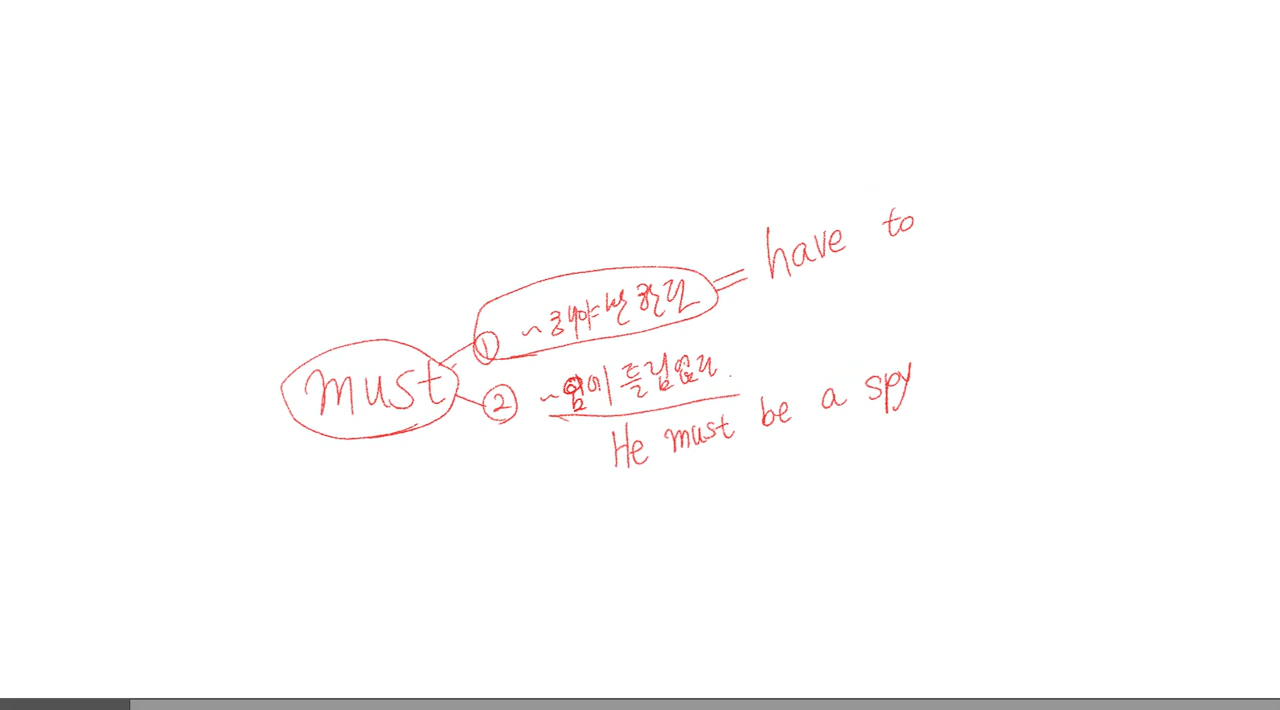 must
① ~해야만 한다 = have to
② ~임에 틀림없다.
He must be a spy